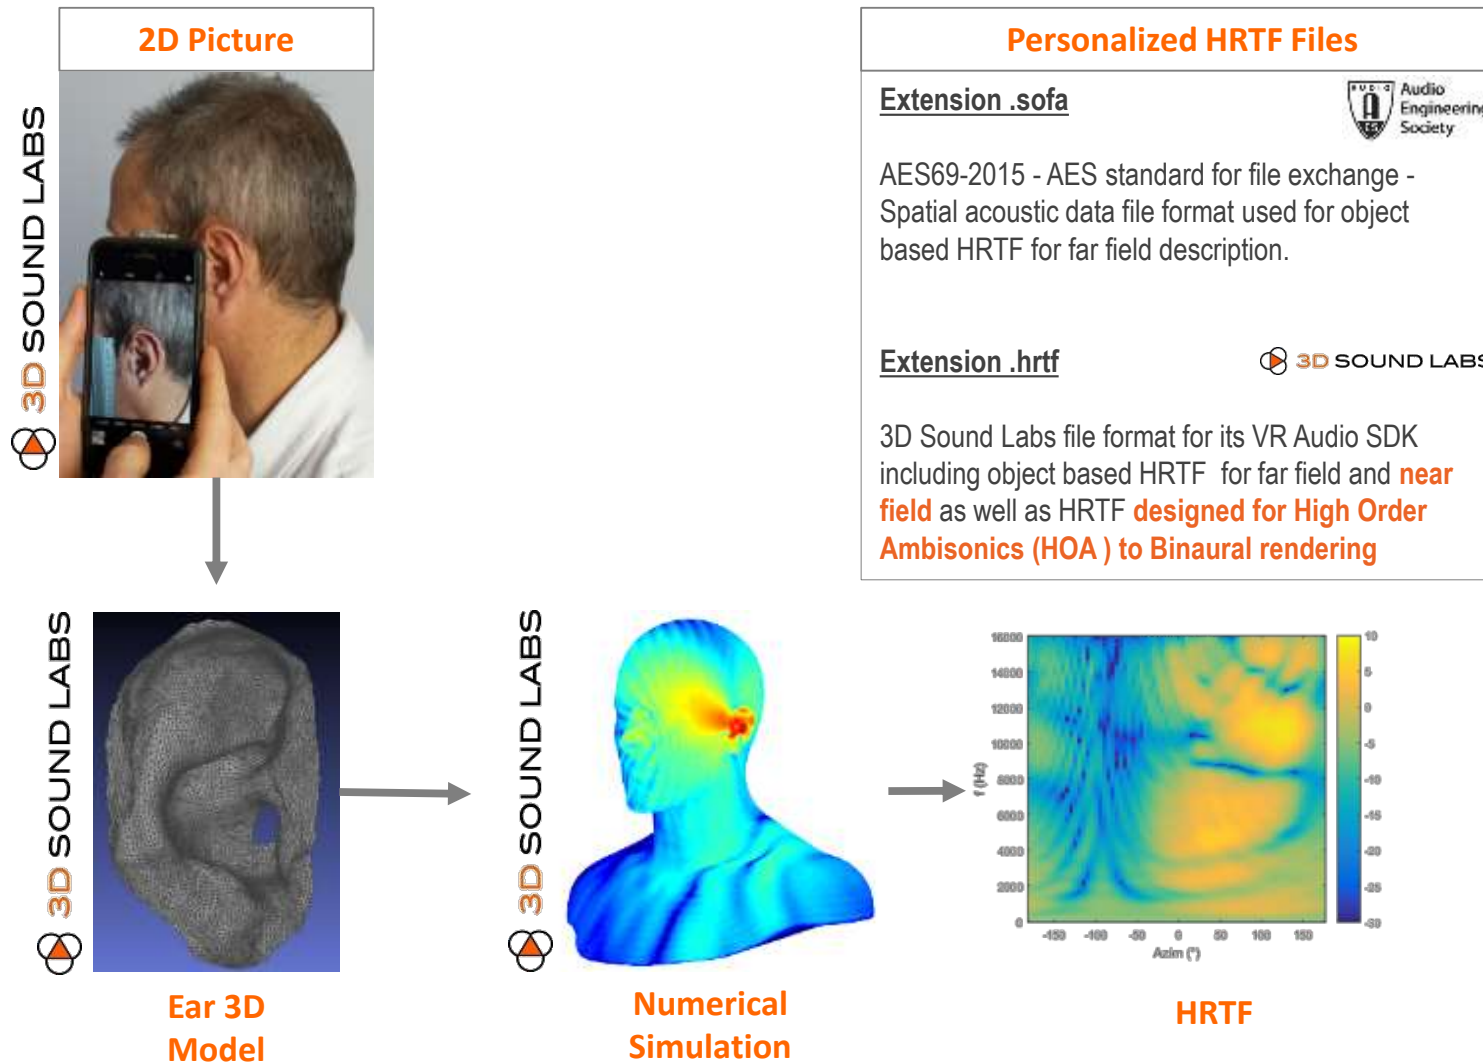 2D Picture
3D SOUND LABS
Personalized HRTF Files
Extension .sofa
AUDIO
Audio
Engineering
Society
AES69-2015 - AES standard for file exchange -
Spatial acoustic data file format used for object
based HRTF for far field description.
Extension .hrtf
3D SOUND LABS
3D Sound Labs file format for its VR Audio SDK
including object based HRTF for far field and near
field as well as HRTF designed for High Order
Ambisonics (HOA ) to Binaural rendering
3D SOUND LABS
3D SOUND LABS
16000
14000
12000
10000
8000
6000
4000
2000
0
f (Hz)
-150 -100 -50 0 50 100 150
Azim (°)
10
5
0
-5
-10
-15
-20
-25
-30
Ear 3D
Model
Numerical
Simulation
HRTF